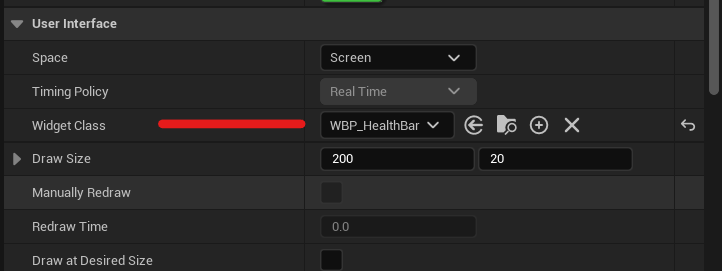 User Interface
Space Screen
Timing Policy Real Time
Widget Class WBP_HealthBar
Draw Size 200 20
Manually Redraw
Redraw Time 0.0
Draw at Desired Size